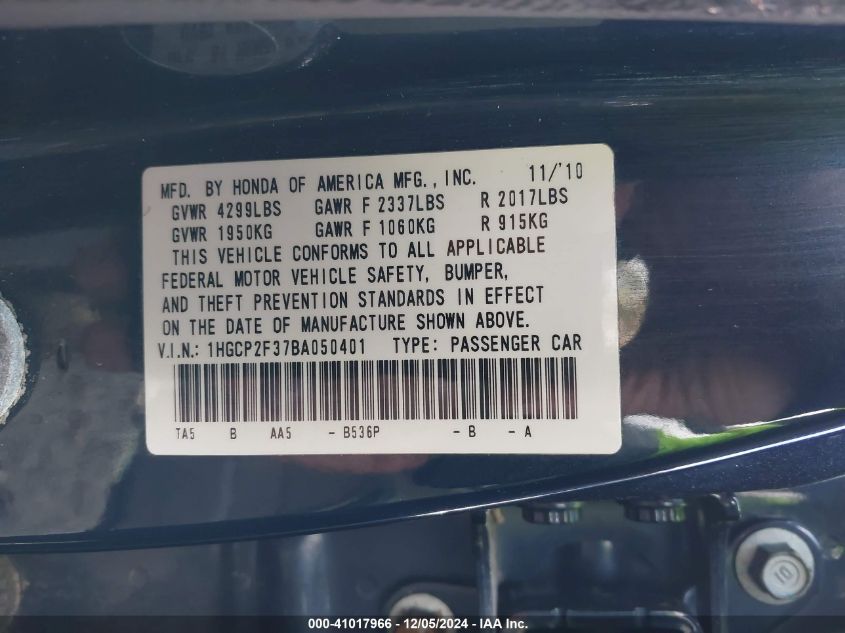 MFD. BY HONDA OF AMERICA MFG., INC. 11/'10
GVWR 4299LBS GAWR F 2337LBS R 2017LBS
GVWR 1950KG GAWR F 1060KG R 915KG
THIS VEHICLE CONFORMS TO ALL APPLICABLE
FEDERAL MOTOR VEHICLE SAFETY, BUMPER,
AND THEFT PREVENTION STANDARDS IN EFFECT
ON THE DATE OF MANUFACTURE SHOWN ABOVE.
V.I.N.: 1HGCP2F37BA050401 TYPE: PASSENGER CAR
TA5 B AA5 - B536P - B - A
10
000-41017966 - 12/05/2024 - IAA Inc.